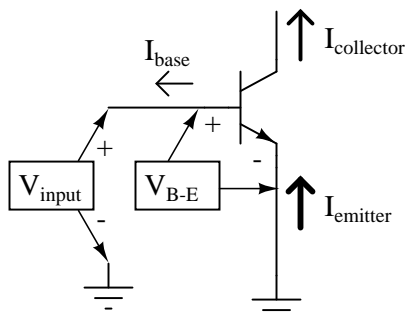 I_collector
I_base
+
+
-
V_input
V_B-E
-
I_emitter